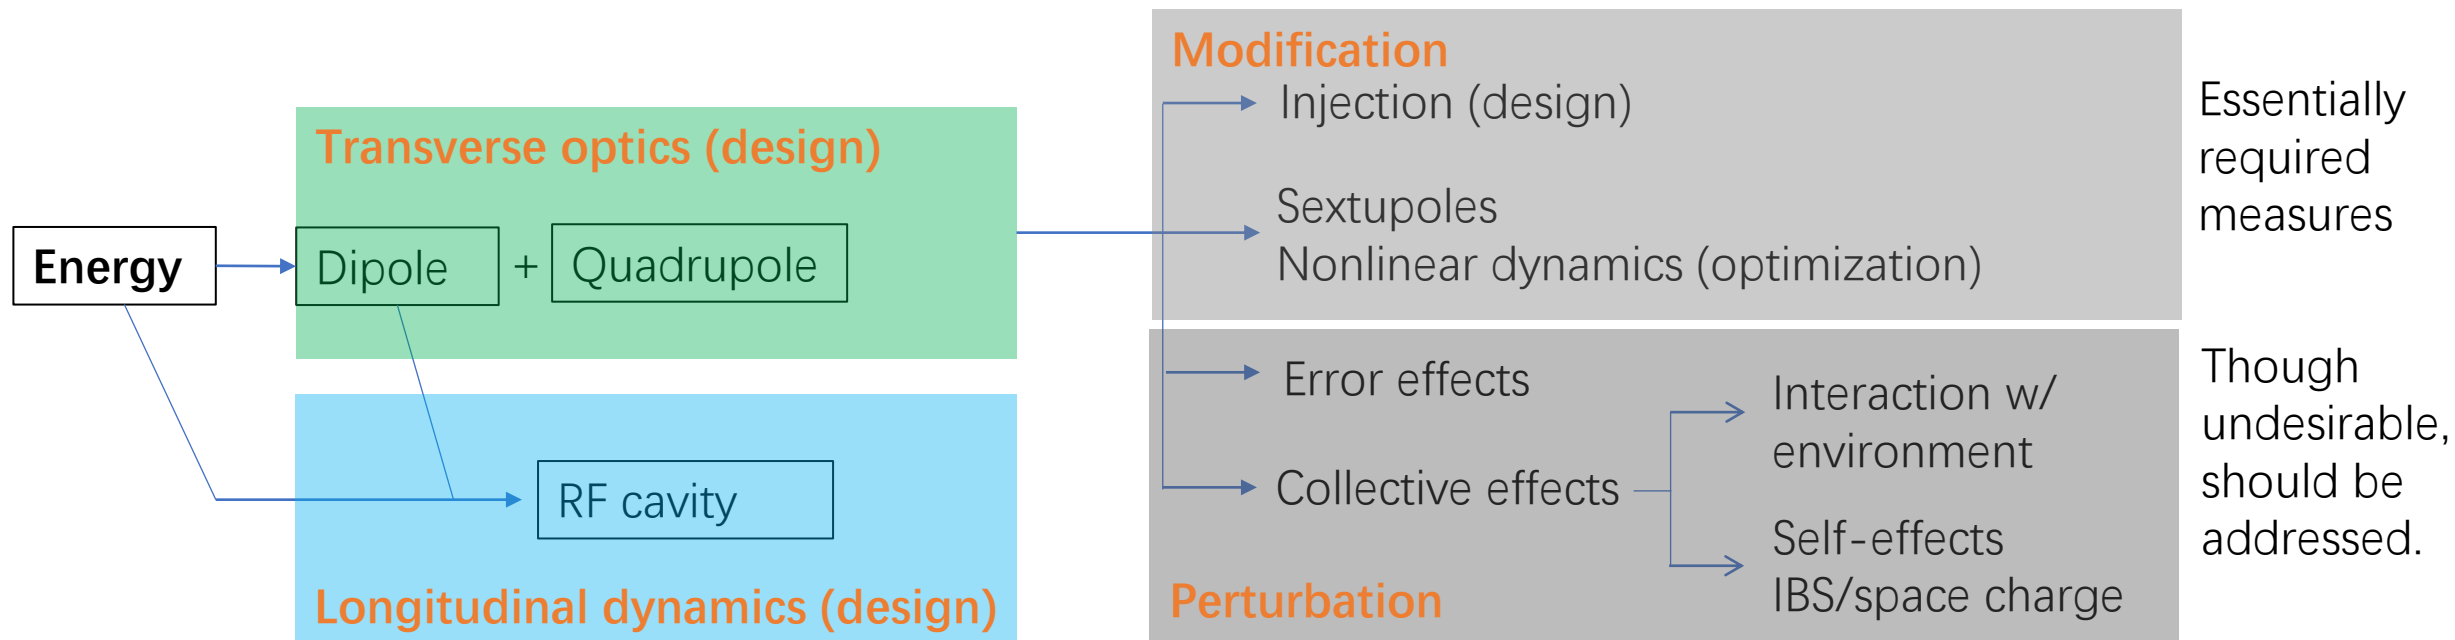 Energy
Transverse optics (design)
Dipole + Quadrupole
RF cavity
Longitudinal dynamics (design)
Modification
Injection (design)
Sextupoles
Nonlinear dynamics (optimization)
Essentially
required
measures
Error effects
Collective effects
Interaction w/
environment
Self-effects
IBS/space charge
Perturbation
Though
undesirable,
should be
addressed.